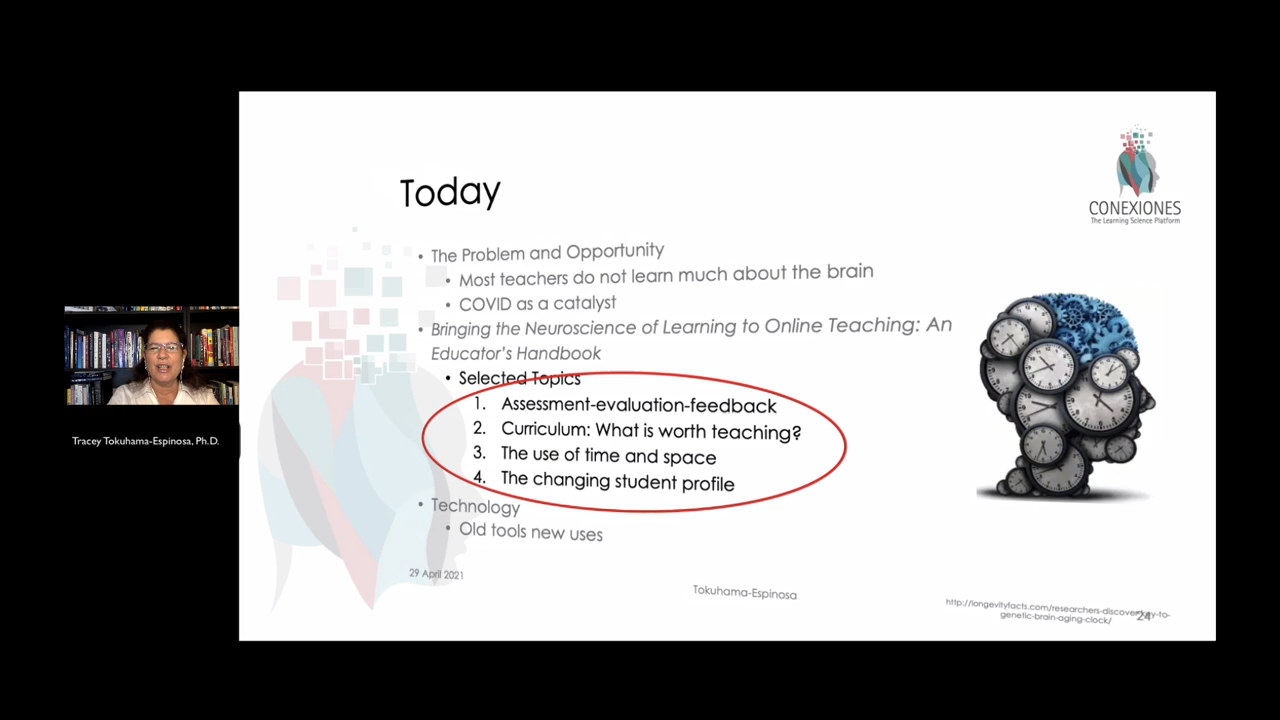 Today
CONEXIONES
The Learning Science Platform
• The Problem and Opportunity
• Most teachers do not learn much about the brain
• COVID as a catalyst
• Bringing the Neuroscience of Learning to Online Teaching: An
Educator's Handbook
• Selected Topics
1. Assessment-evaluation-feedback
2. Curriculum: What is worth teaching?
3. The use of time and space
4. The changing student profile
• Technology
• Old tools new uses
Tracey Tokuhama-Espinosa, Ph.D.
29 April 2021
Tokuhama-Espinosa
http://longevityfacts.com/researchers-discover-key-to-
genetic-brain-aging-clock/
24